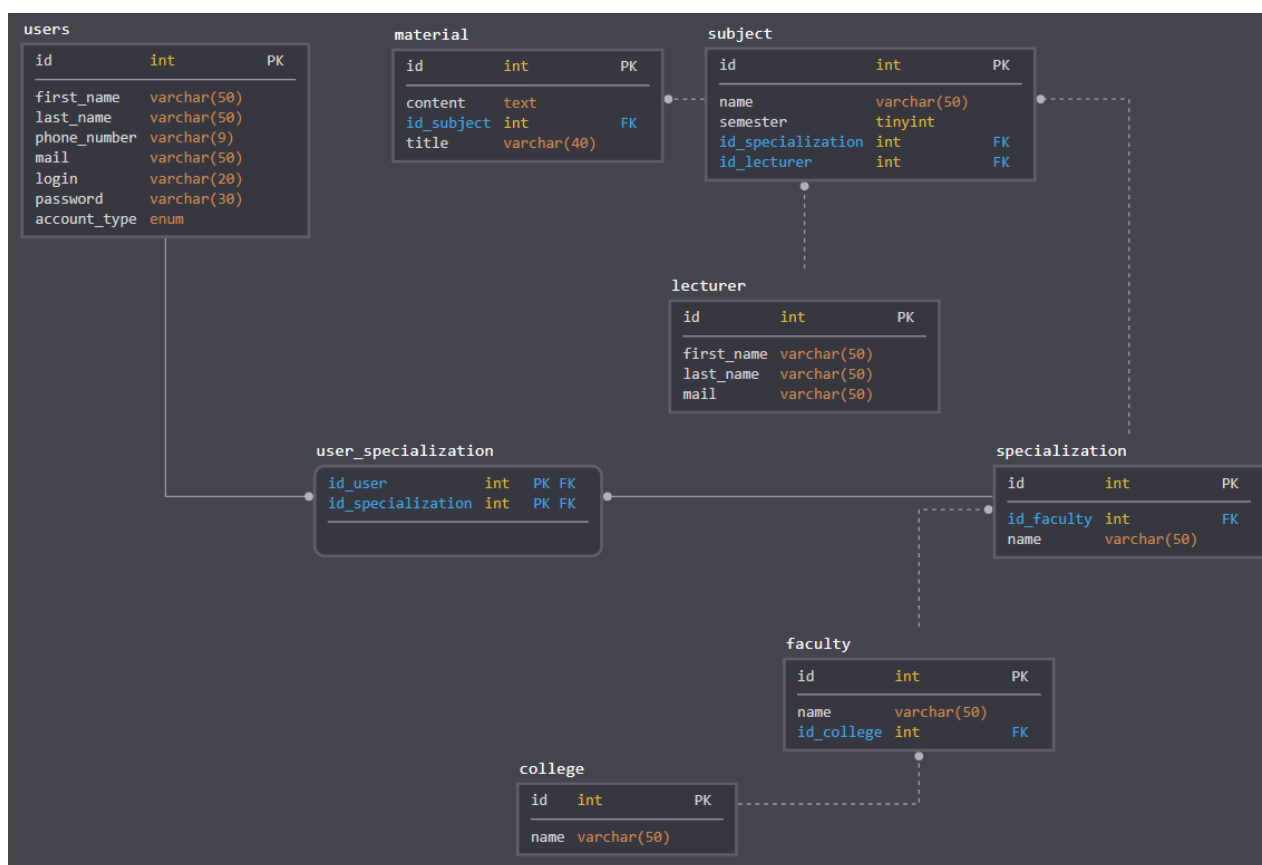 users
id int PK
first_name varchar(50)
last_name varchar(50)
phone_number varchar(9)
mail varchar(50)
login varchar(20)
password varchar(30)
account_type enum
material
id int PK
content text
id_subject int FK
title varchar(40)
subject
id int PK
name varchar(50)
semester tinyint
id_specialization int FK
id_lecturer int FK
lecturer
id int PK
first_name varchar(50)
last_name varchar(50)
mail varchar(50)
user_specialization
id_user int PK FK
id_specialization int PK FK
specialization
id int PK
id_faculty int FK
name varchar(50)
faculty
id int PK
name varchar(50)
id_college int FK
college
id int PK
name varchar(50)